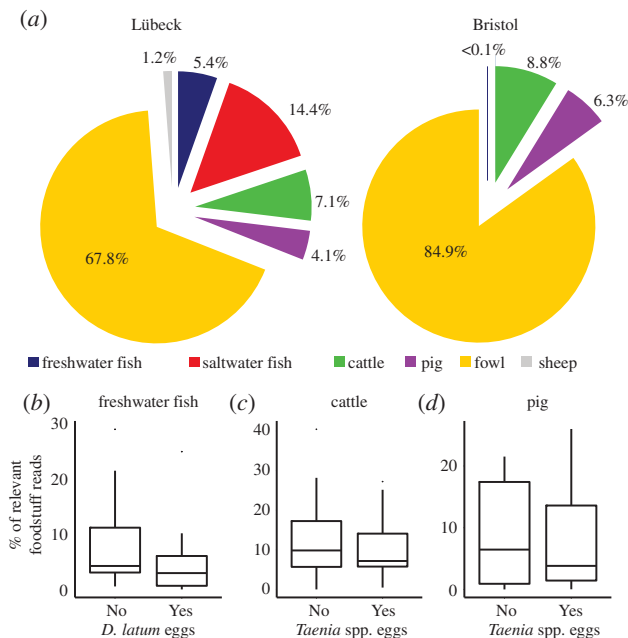 (a)
Lübeck
Bristol
1.2%
5.4%
14.4%
7.1%
4.1%
67.8%
<0.1%
8.8%
6.3%
84.9%
freshwater fish saltwater fish cattle pig fowl sheep
(b) freshwater fish
% of relevant
foodstuff reads
30
20
10
0
No Yes
D. latum eggs
(c) cattle
40
30
20
10
0
No Yes
Taenia spp. eggs
(d) pig
20
10
0
No Yes
Taenia spp. eggs